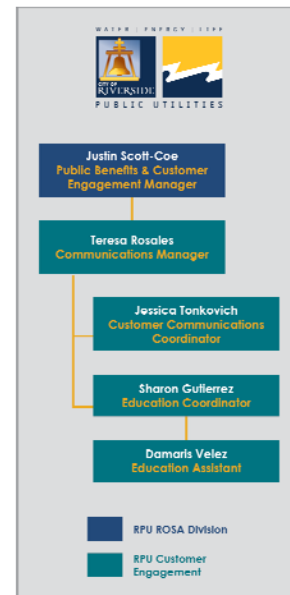 WATER | ENERGY | LIFE
CITY OF
RIVERSIDE
PUBLIC UTILITIES
Justin Scott-Coe
Public Benefits & Customer
Engagement Manager
Teresa Rosales
Communications Manager
Jessica Tonkovich
Customer Communications
Coordinator
Sharon Gutierrez
Education Coordinator
Damaris Velez
Education Assistant
RPU ROSA Division
RPU Customer
Engagement